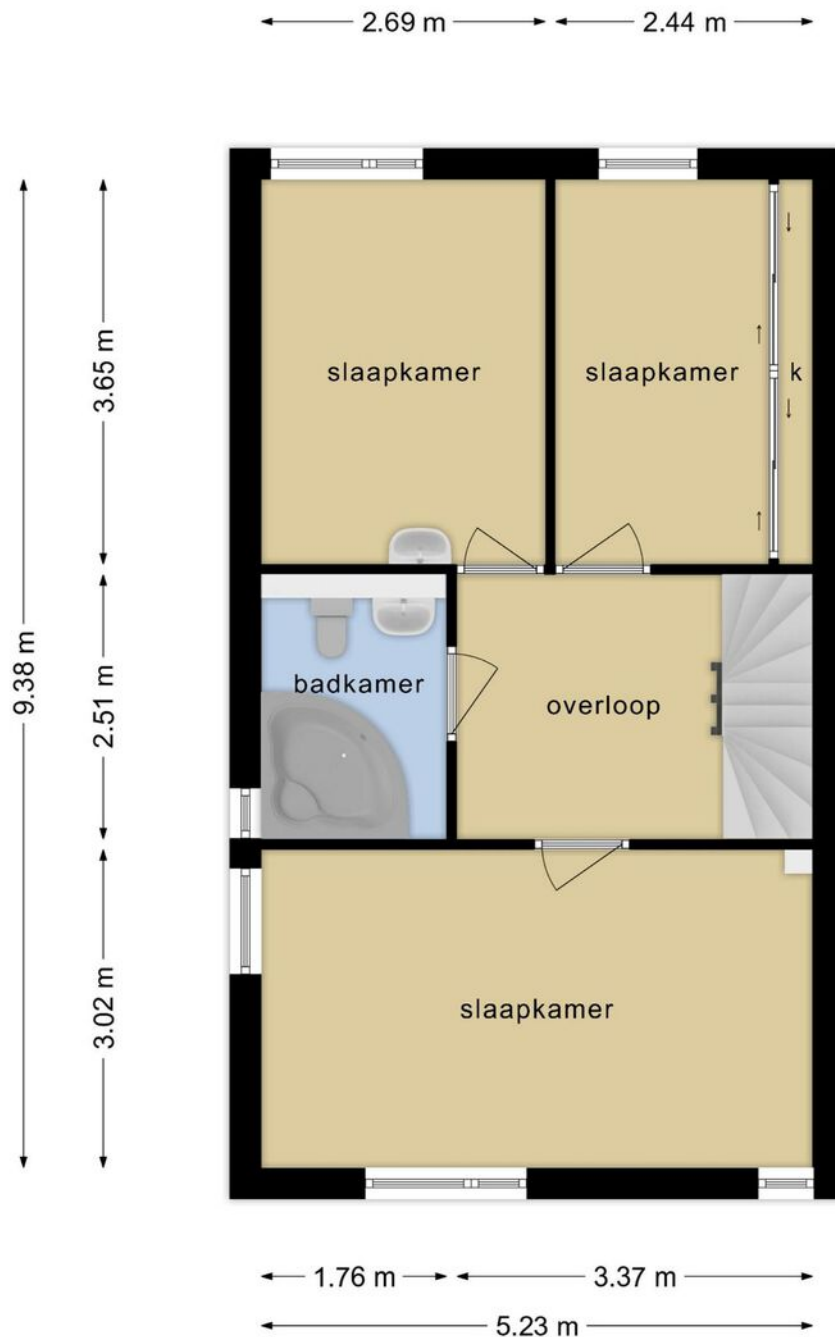 2.69 m
2.44 m
3.65 m
9.38 m
2.51 m
3.02 m
slaapkamer
slaapkamer
k
badkamer
overloop
slaapkamer
1.76 m
3.37 m
5.23 m